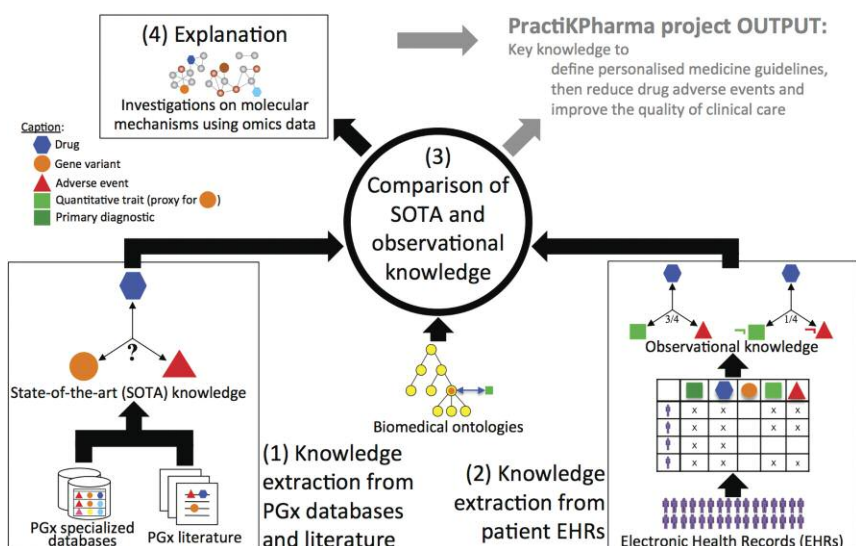 (4) Explanation
Investigations on molecular
mechanisms using omics data
PractiKPharma project OUTPUT:
Key knowledge to
define personalised medicine guidelines,
then reduce drug adverse events and
improve the quality of clinical care
Caption:
Drug
Gene variant
Adverse event
Quantitative trait (proxy for )
Primary diagnostic
(3)
Comparison of
SOTA and
observational
knowledge
?
State-of-the-art (SOTA) knowledge
PGx specialized
databases
PGx literature
(1) Knowledge
extraction from
PGx databases
and literature
Biomedical ontologies
(2) Knowledge
extraction from
patient EHRs
3/4
1/4
¬ ¬
Observational knowledge
x x x x
x x x x
x x
x x x x
Electronic Health Records (EHRs)